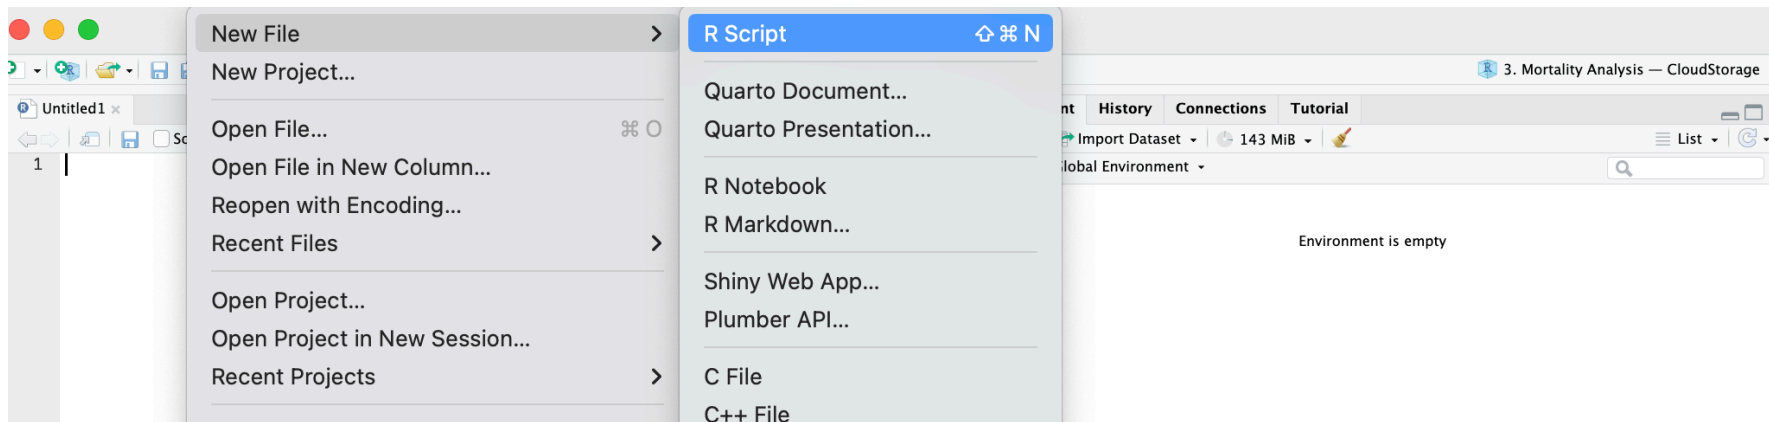 New File
New Project...
Open File... ⌘ O
Open File in New Column...
Reopen with Encoding...
Recent Files
Open Project...
Open Project in New Session...
Recent Projects
R Script ⇧ ⌘ N
Quarto Document...
Quarto Presentation...
R Notebook
R Markdown...
Shiny Web App...
Plumber API...
C File
C++ File
Untitled1
1
3. Mortality Analysis — CloudStorage
History Connections Tutorial
Import Dataset 143 MiB List
Environment
Environment is empty